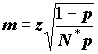 m = z√((1 - p)/(N * p))